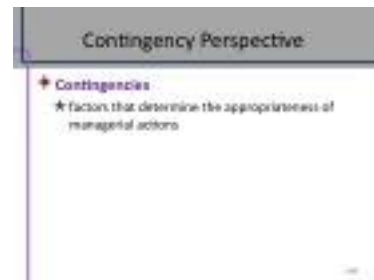 Contingency Perspective
Contingencies
factors that determine the appropriateness of
managerial actions